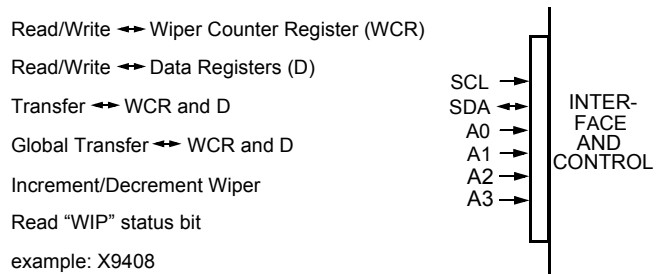 Read/Write ↔ Wiper Counter Register (WCR)
Read/Write ↔ Data Registers (D)
Transfer ↔ WCR and D
Global Transfer ↔ WCR and D
Increment/Decrement Wiper
Read “WIP” status bit
example: X9408
SCL
SDA
A0
A1
A2
A3
INTER-
FACE
AND
CONTROL